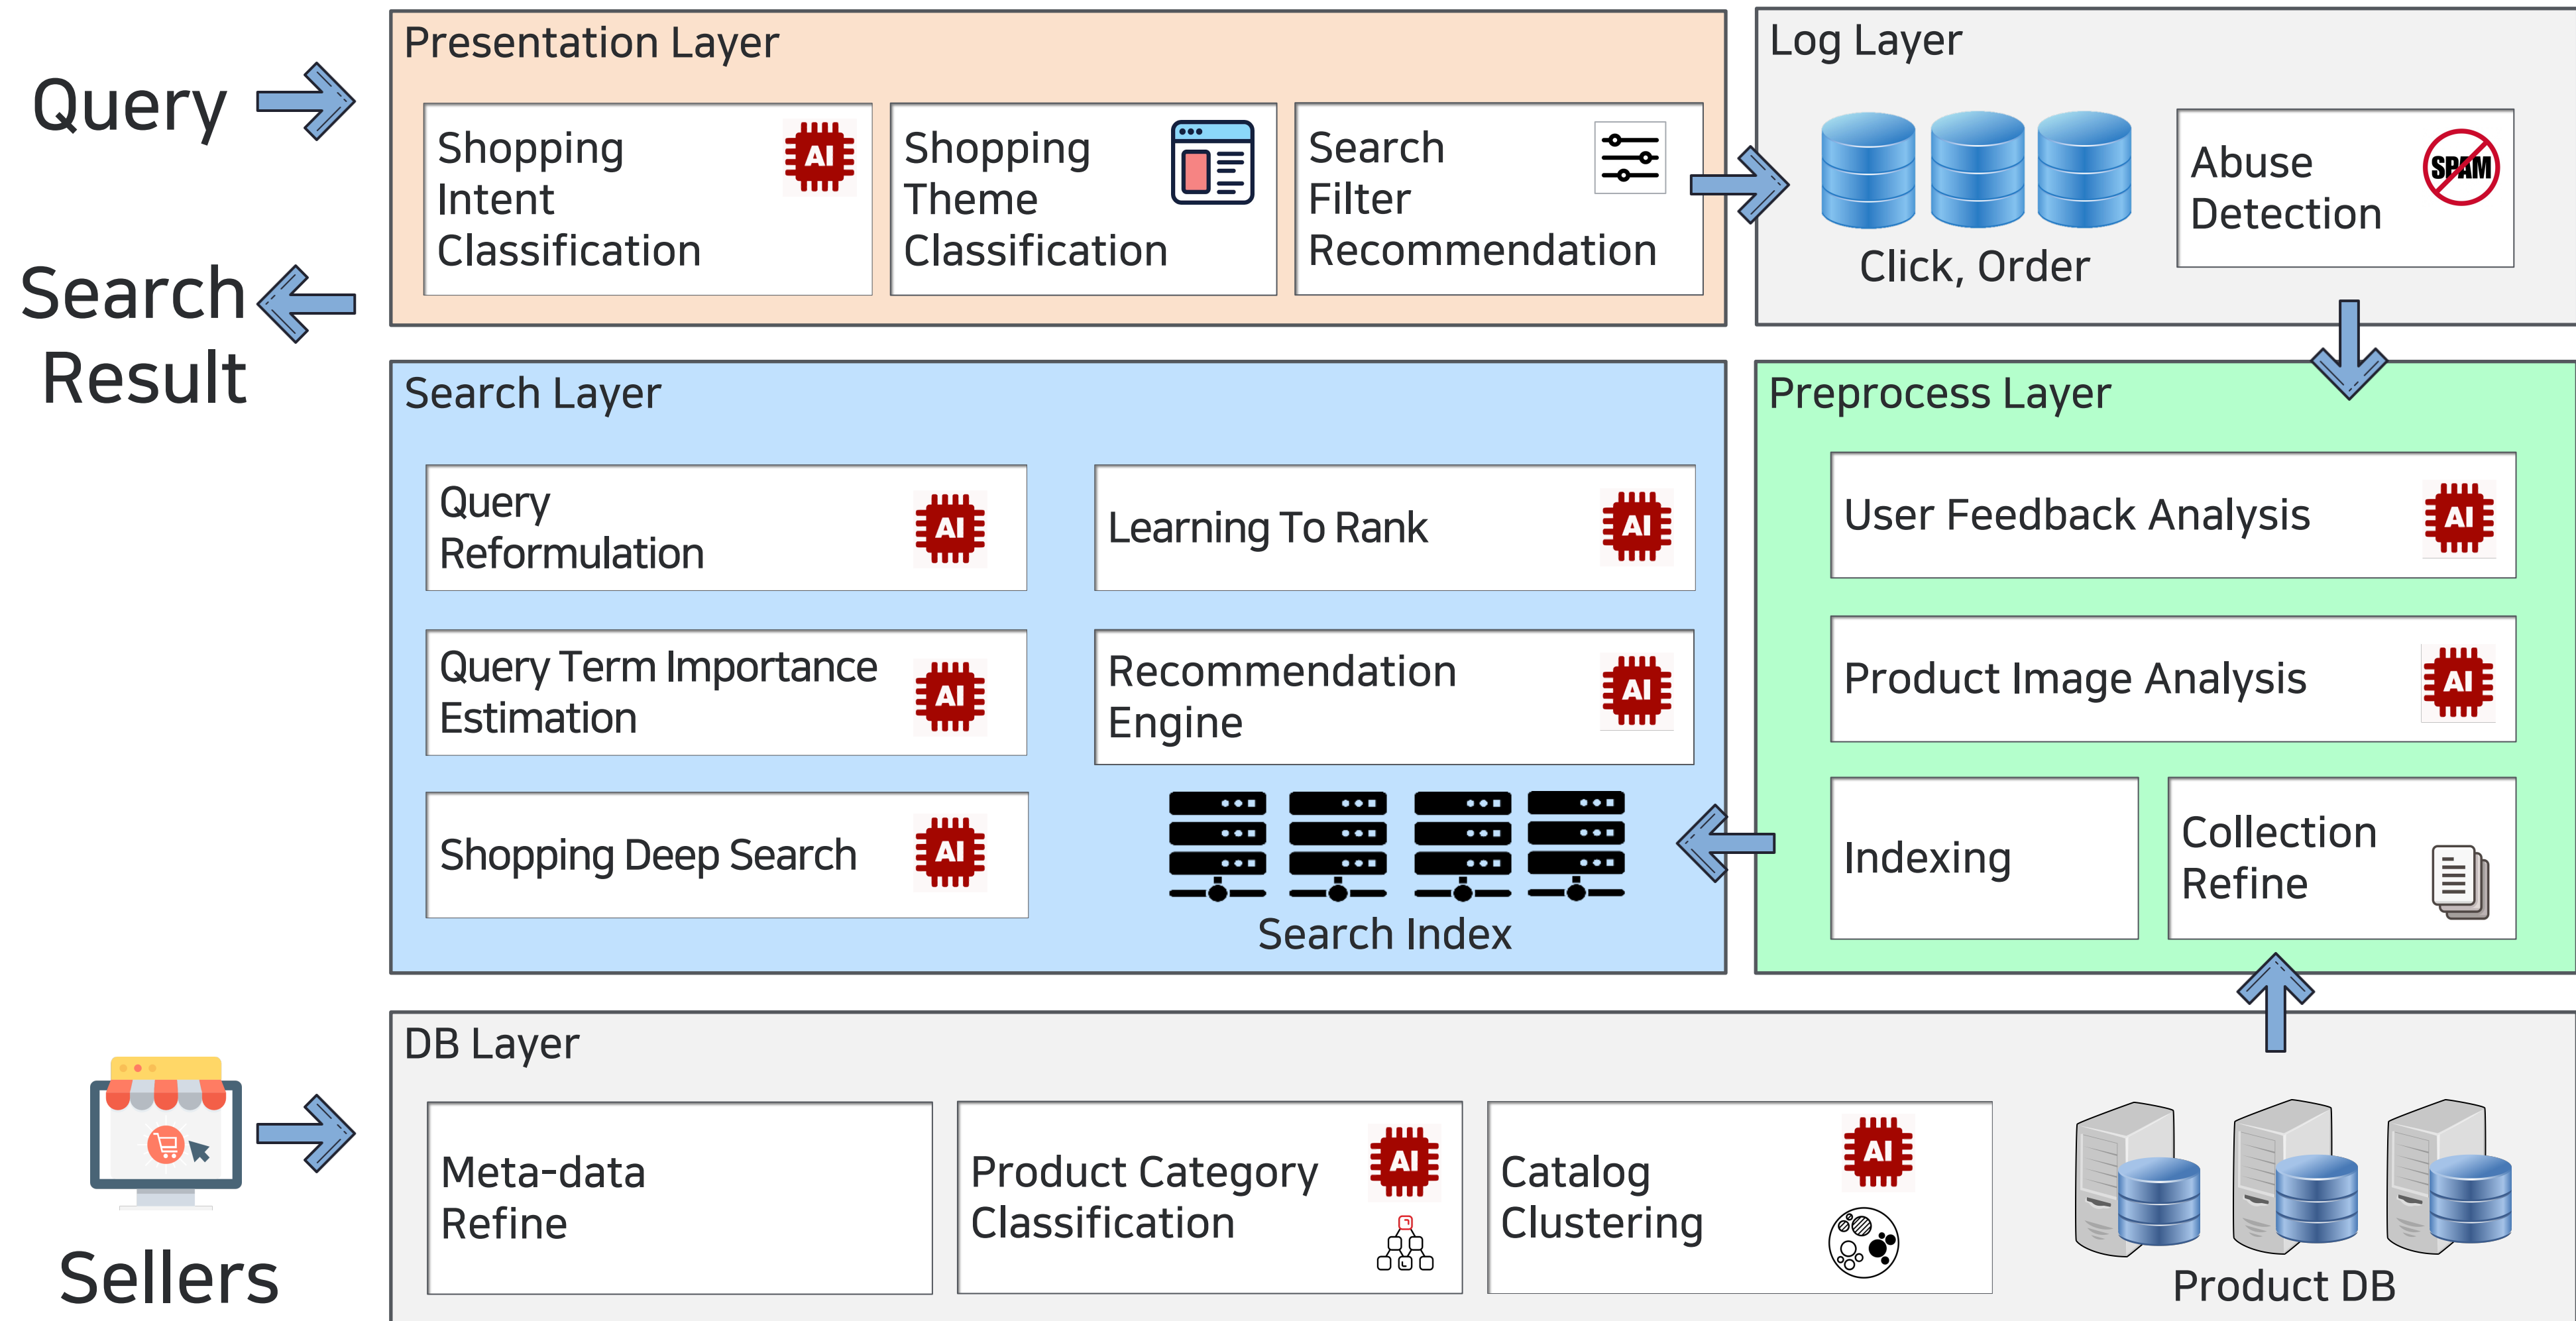 Query
Search
Result
Presentation Layer
Shopping
Intent
Classification
AI
Shopping
Theme
Classification
Search
Filter
Recommendation
Log Layer
Click, Order
Abuse
Detection
SPAM
Search Layer
Query
Reformulation
AI
Learning To Rank
AI
Query Term Importance
Estimation
AI
Recommendation
Engine
AI
Shopping Deep Search
AI
Search Index
Preprocess Layer
User Feedback Analysis
AI
Product Image Analysis
AI
Indexing
Collection
Refine
Sellers
DB Layer
Meta-data
Refine
Product Category
Classification
AI
Catalog
Clustering
AI
Product DB